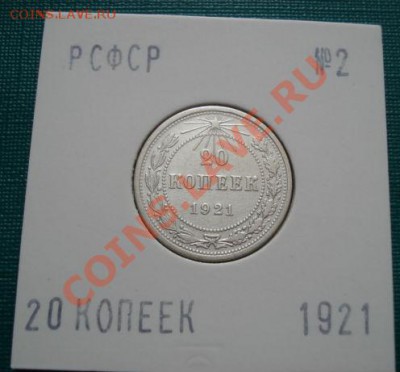 COINS.LAVE.RU
РСФСР №2
20
КОПЕЕК
1921
COINS.LAVE.RU
20 КОПЕЕК 1921